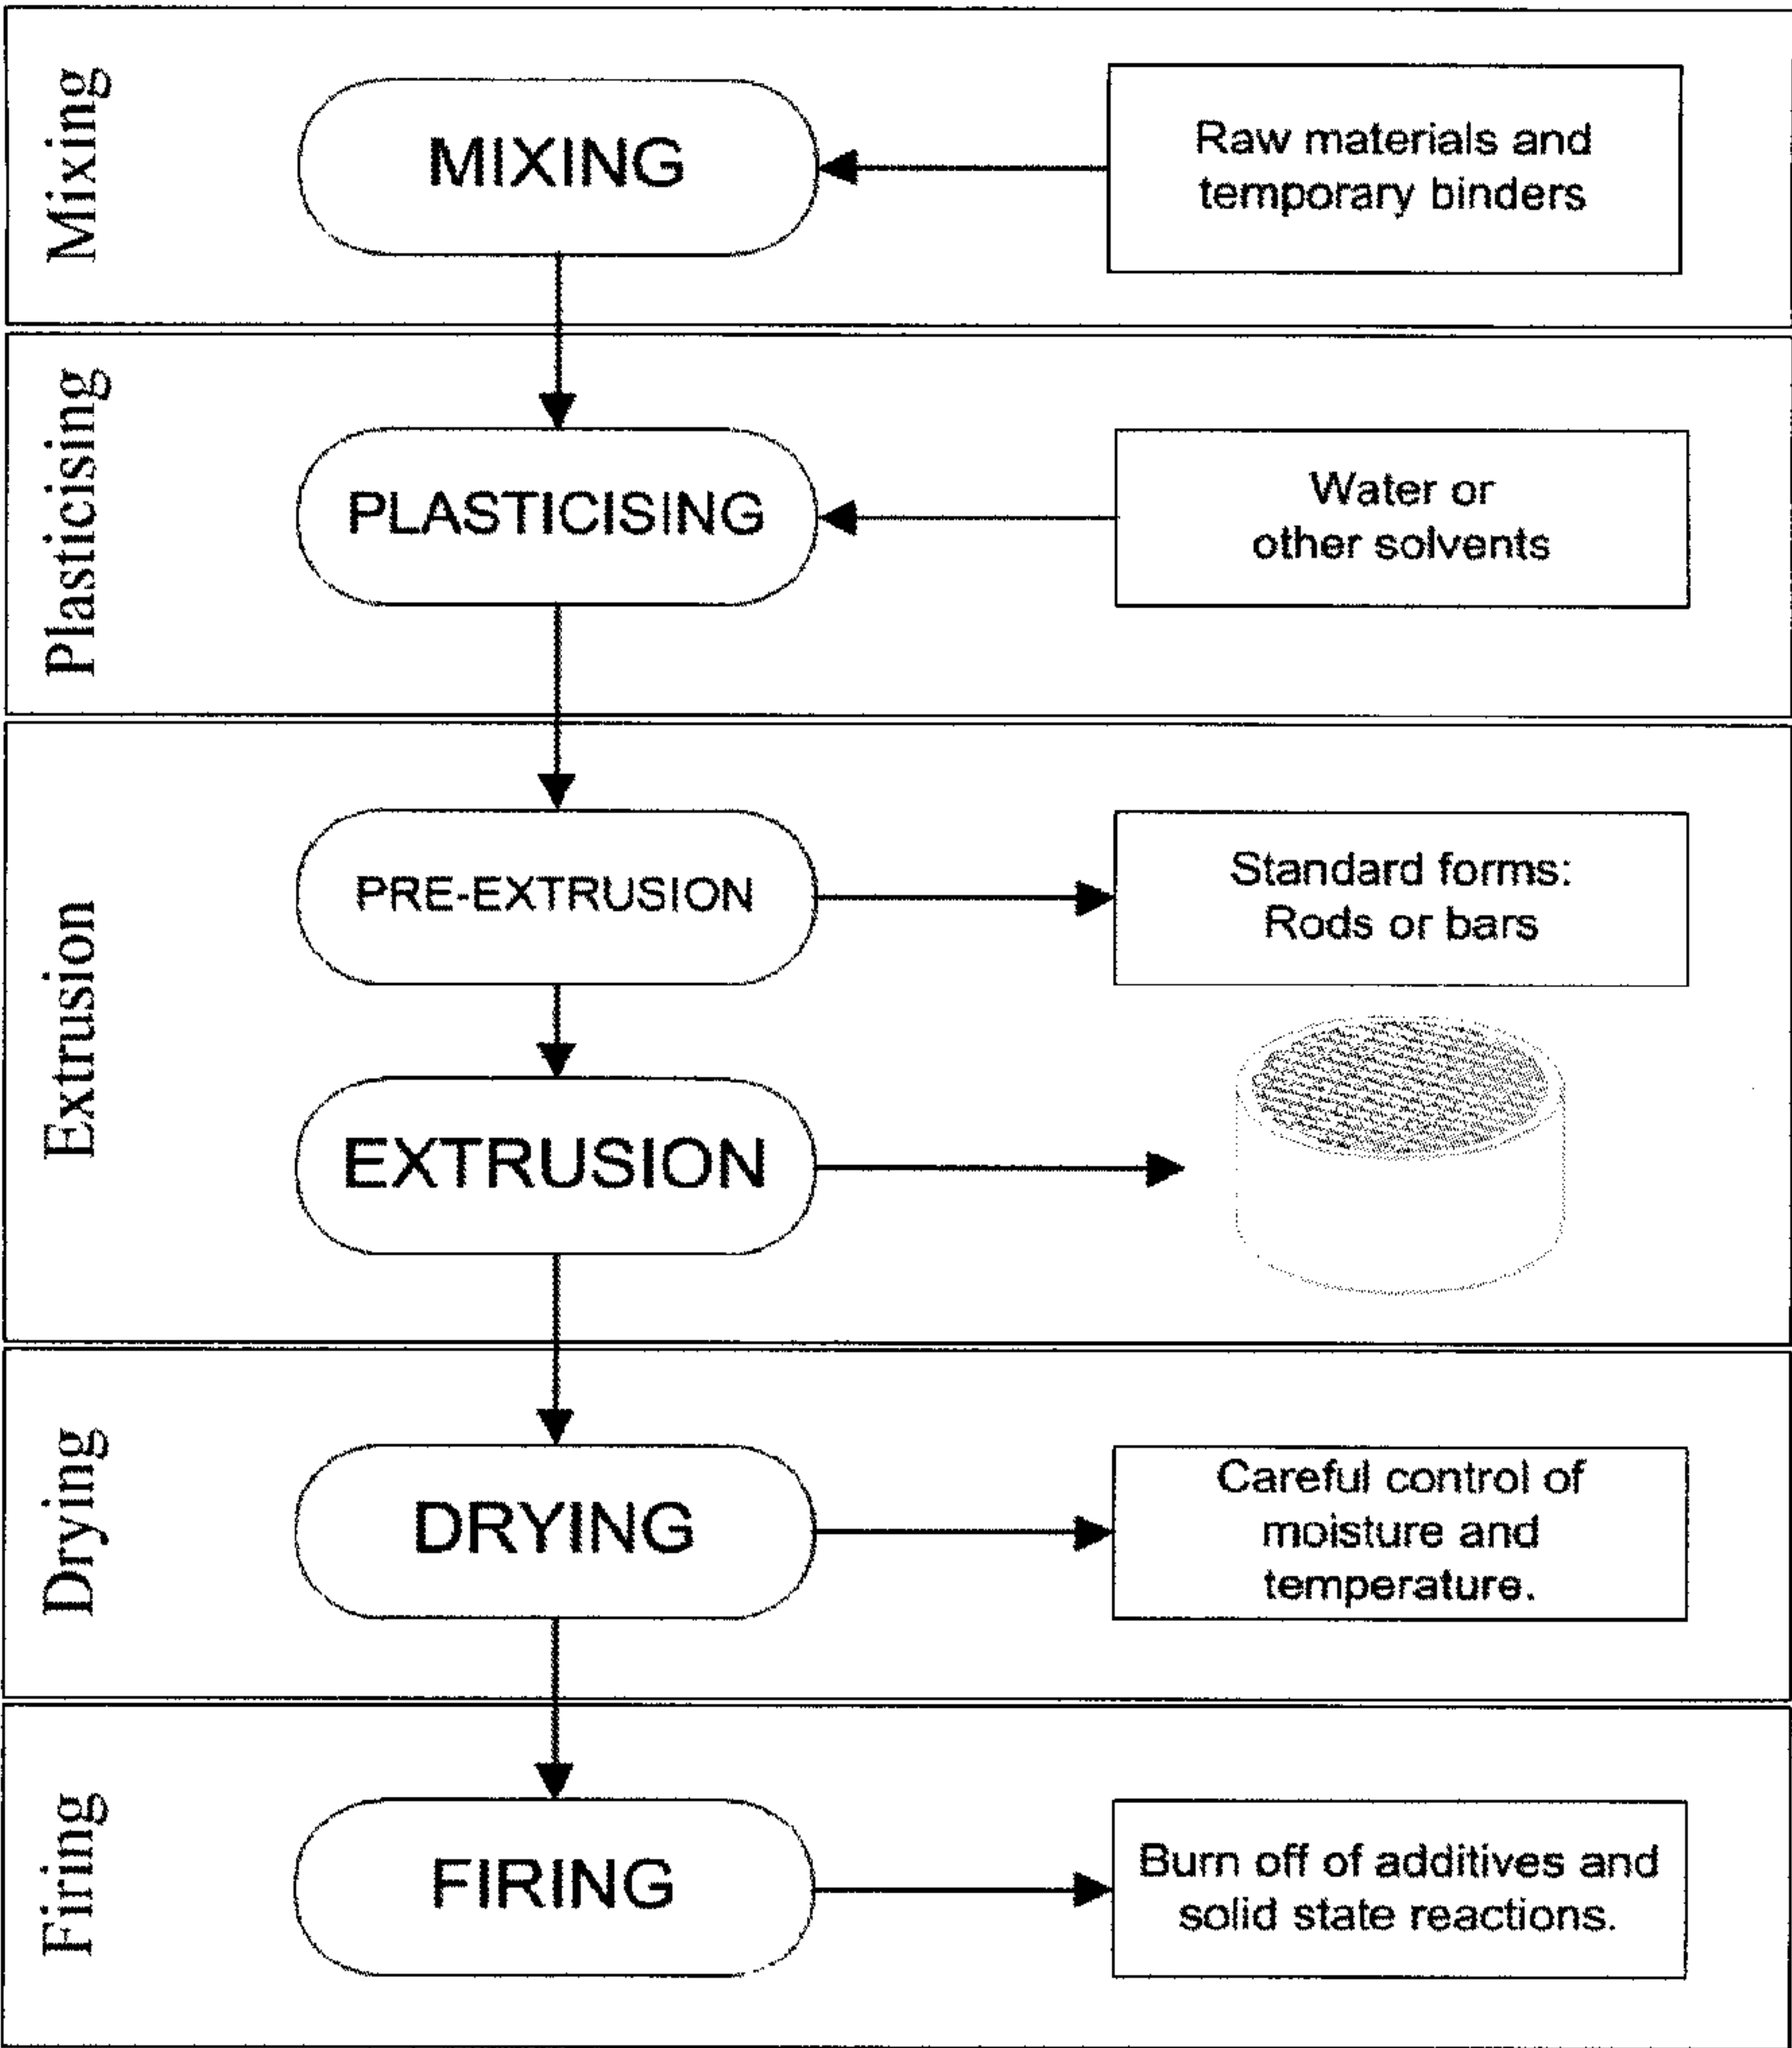 Mixing
MIXING
Raw materials and
temporary binders
Plasticising
PLASTICISING
Water or
other solvents
Extrusion
PRE-EXTRUSION
Standard forms:
Rods or bars
EXTRUSION
Drying
DRYING
Careful control of
moisture and
temperature.
Firing
FIRING
Burn off of additives and
solid state reactions.